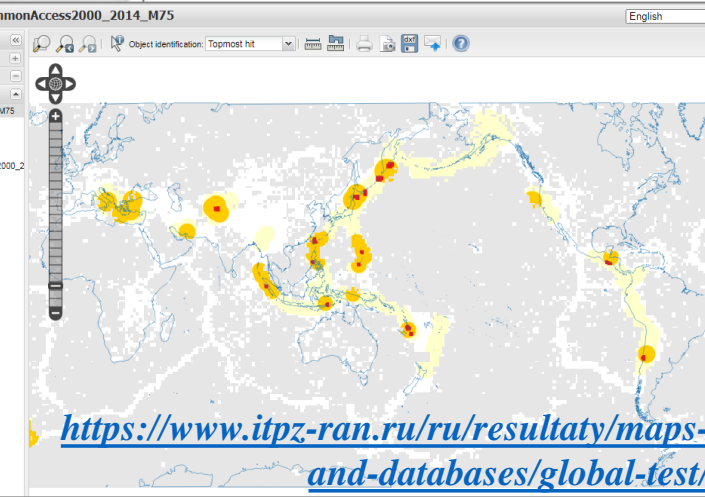 mmonAccess2000_2014_M75
English
Object identification: Topmost hit
dxf
M75
2000_2
https://www.itpz-ran.ru/ru/resultaty/maps-
and-databases/global-test/